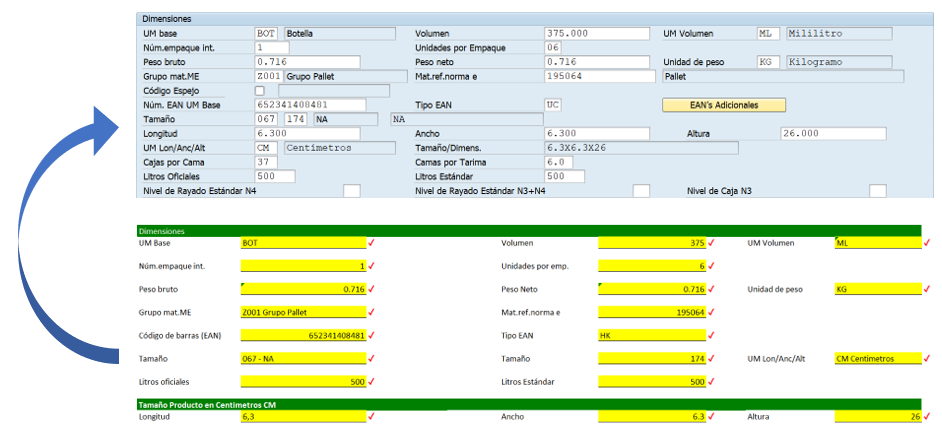 Dimensiones
UM base BOT Botella Volumen 375.000 UM Volumen ML Mililitro
Núm.empaque int. 1 Unidades por Empaque 06
Peso bruto 0.716 Peso neto 0.716 Unidad de peso KG Kilogramo
Grupo mat.ME Z001 Grupo Pallet Mat.ref.norma e 195064 Pallet
Código Espejo
Núm. EAN UM Base 652341408481 Tipo EAN UC EAN's Adicionales
Tamaño 067 174 NA NA
Longitud 6.300 Ancho 6.300 Altura 26.000
UM Lon/Anc/Alt CM Centímetros Tamaño/Dimens. 6.3X6.3X26
Cajas por Cama 37 Camas por Tarima 6.0
Litros Oficiales 500 Litros Estándar 500
Nivel de Rayado Estándar N4 Nivel de Rayado Estándar N3+N4 Nivel de Caja N3
Dimensiones
UM Base BOT Volumen 375 UM Volumen ML
Núm.empaque int. 1 Unidades por emp. 6
Peso bruto 0.716 Peso Neto 0.716 Unidad de peso KG
Grupo mat.ME Z001 Grupo Pallet Mat.ref.norma e 195064
Código de barras (EAN) 652341408481 Tipo EAN HK
Tamaño 067 - NA Tamaño 174 UM Lon/Anc/Alt CM Centimetros
Litros oficiales 500 Litros Estándar 500
Tamaño Producto en Centimetros CM
Longitud 6,3 Ancho 6.3 Altura 26